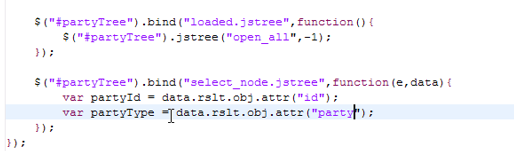 $("#partyTree").bind("loaded.jstree",function(){
$("#partyTree").jstree("open_all",-1);
});
$("#partyTree").bind("select_node.jstree",function(e,data){
var partyId = data.rslt.obj.attr("id");
var partyType = data.rslt.obj.attr("party");
});
});